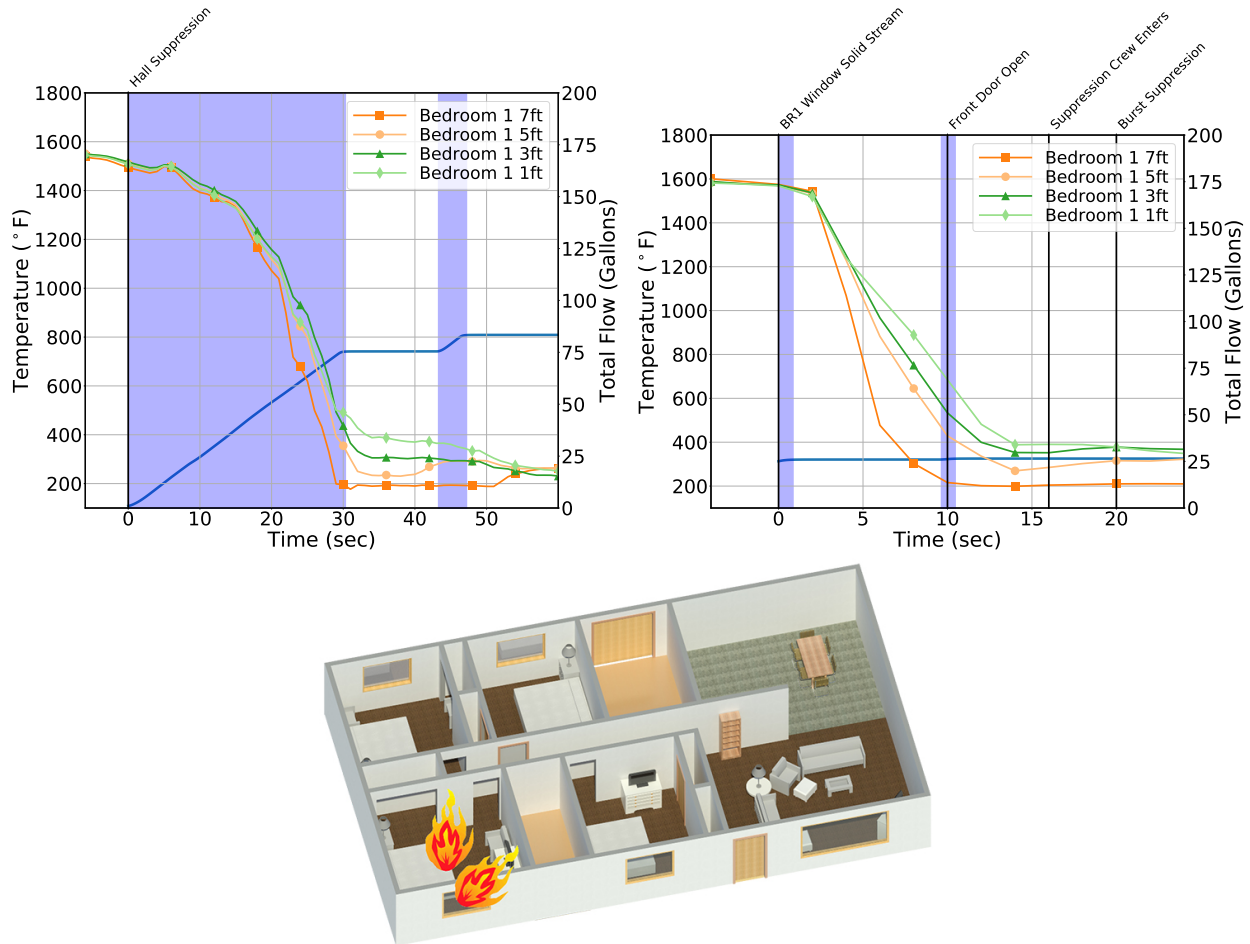 Hall Suppression
Temperature (°F)
1800
1600
1400
1200
1000
800
600
400
200
Bedroom 1 7ft
Bedroom 1 5ft
Bedroom 1 3ft
Bedroom 1 1ft
200
175
150
125
100
75
50
25
0
Total Flow (Gallons)
0 10 20 30 40 50
Time (sec)
BR1 Window Solid Stream
Front Door Open
Suppression Crew Enters
Burst Suppression
Temperature (°F)
1800
1600
1400
1200
1000
800
600
400
200
Bedroom 1 7ft
Bedroom 1 5ft
Bedroom 1 3ft
Bedroom 1 1ft
200
175
150
125
100
75
50
25
0
Total Flow (Gallons)
0 5 10 15 20
Time (sec)